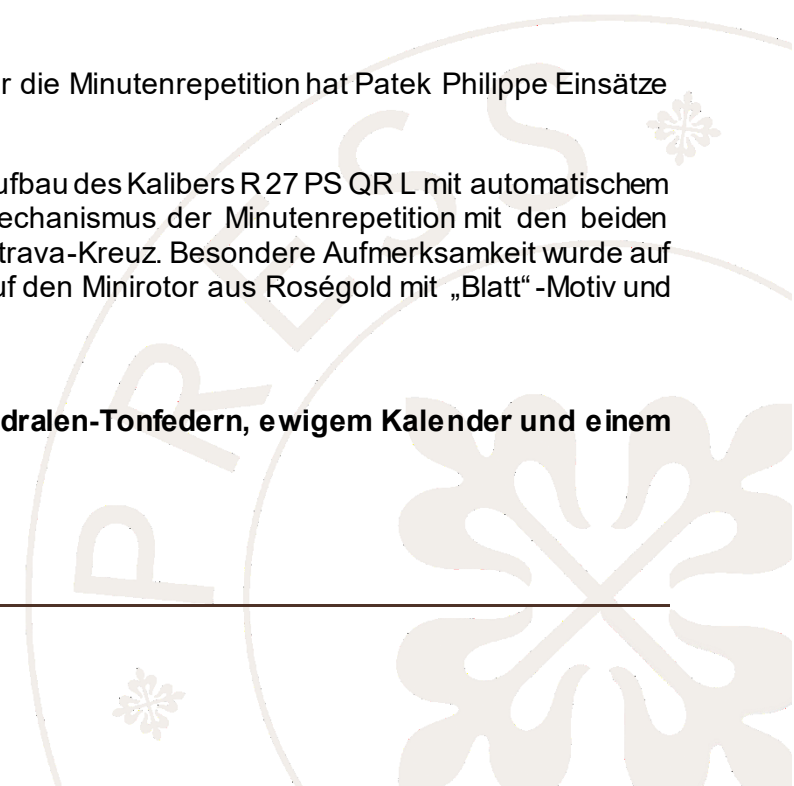 r die Minutenrepetition hat Patek Philippe Einsätze
ufbau des Kalibers R 27 PS QR L mit automatischem
echanismus der Minutenrepetition mit den beiden
trava-Kreuz. Besondere Aufmerksamkeit wurde auf
uf den Minirotor aus Roségold mit „Blatt“ -Motiv und
dralen-Tonfedern, ewigem Kalender und einem
PRESS